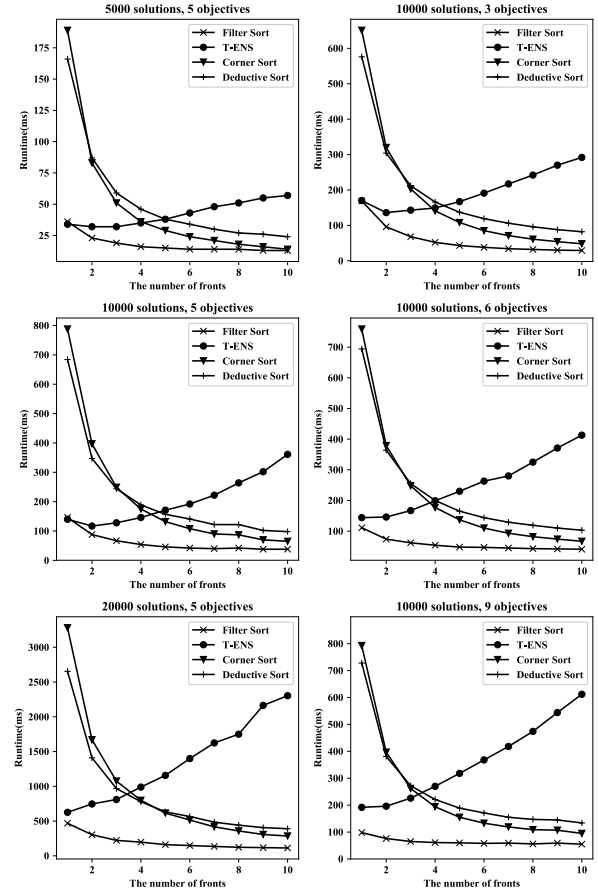 5000 solutions, 5 objectives
Filter Sort
T-ENS
Corner Sort
Deductive Sort
175
150
125
100
75
50
25
Runtime(ms)
2 4 6 8 10
The number of fronts
10000 solutions, 3 objectives
Filter Sort
T-ENS
Corner Sort
Deductive Sort
600
500
400
300
200
100
0
Runtime(ms)
2 4 6 8 10
The number of fronts
10000 solutions, 5 objectives
Filter Sort
T-ENS
Corner Sort
Deductive Sort
800
700
600
500
400
300
200
100
0
Runtime(ms)
2 4 6 8 10
The number of fronts
10000 solutions, 6 objectives
Filter Sort
T-ENS
Corner Sort
Deductive Sort
700
600
500
400
300
200
100
Runtime(ms)
2 4 6 8 10
The number of fronts
20000 solutions, 5 objectives
Filter Sort
T-ENS
Corner Sort
Deductive Sort
3000
2500
2000
1500
1000
500
0
Runtime(ms)
2 4 6 8 10
The number of fronts
10000 solutions, 9 objectives
Filter Sort
T-ENS
Corner Sort
Deductive Sort
800
700
600
500
400
300
200
100
0
Runtime(ms)
2 4 6 8 10
The number of fronts